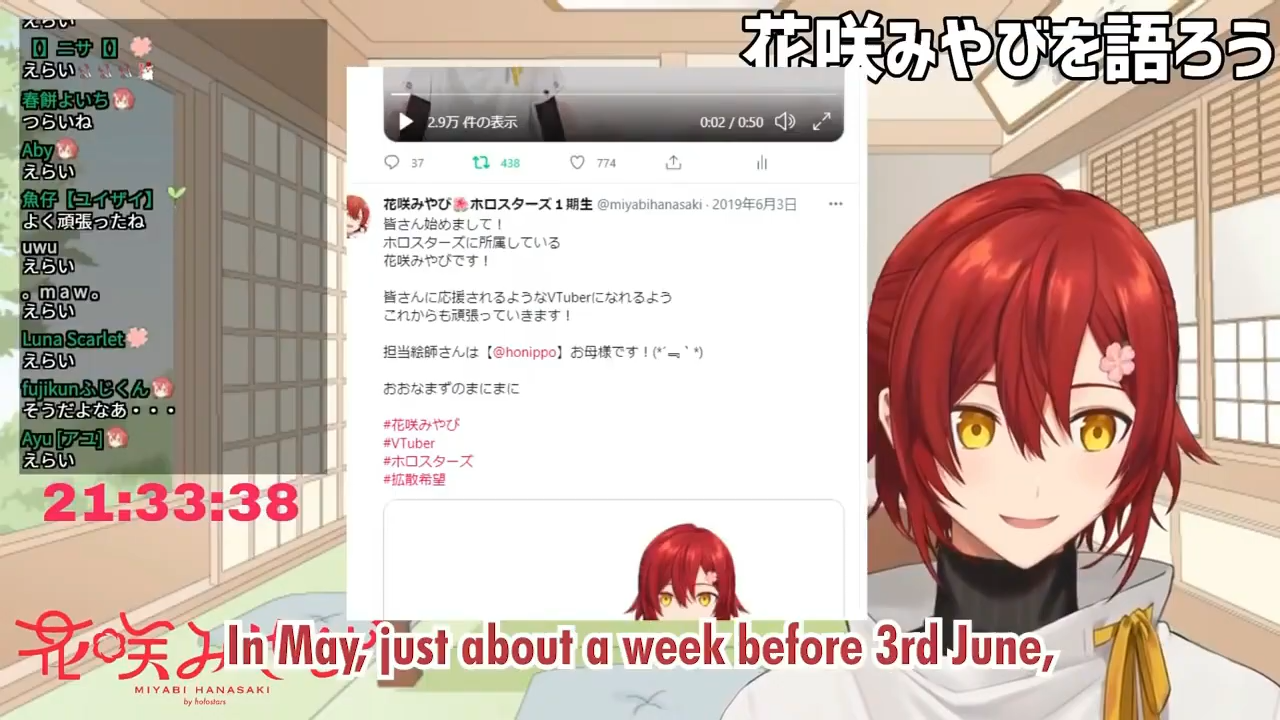 花咲みやびを語ろう
えらい
【0】ニサ【0】
えらい
春餅よいち
つらいね
Aby
えらい
魚仔【ユイザイ】
よく頑張ったね
uwu
えらい
。maw。
えらい
Luna Scarlet
えらい
fujikunふじくん
そうだよなあ・・・
Ayu [アユ]
えらい
21:33:38
2.9万 件の表示
0:02 / 0:50
37
438
774
花咲みやび🌺ホロスターズ１期生 @miyabihanasaki · 2019年6月3日
皆さん始めまして！
ホロスターズに所属している
花咲みやびです！
皆さんに応援されるようなVTuberになれるよう
これからも頑張っていきます！
担当絵師さんは【@honippo】お母様です！(*´﹃｀*)
おおなまずのまにまに
#花咲みやび
#VTuber
#ホロスターズ
#拡散希望
花咲み
MIYABI HANASAKI
by holostars
In May, just about a week before 3rd June,